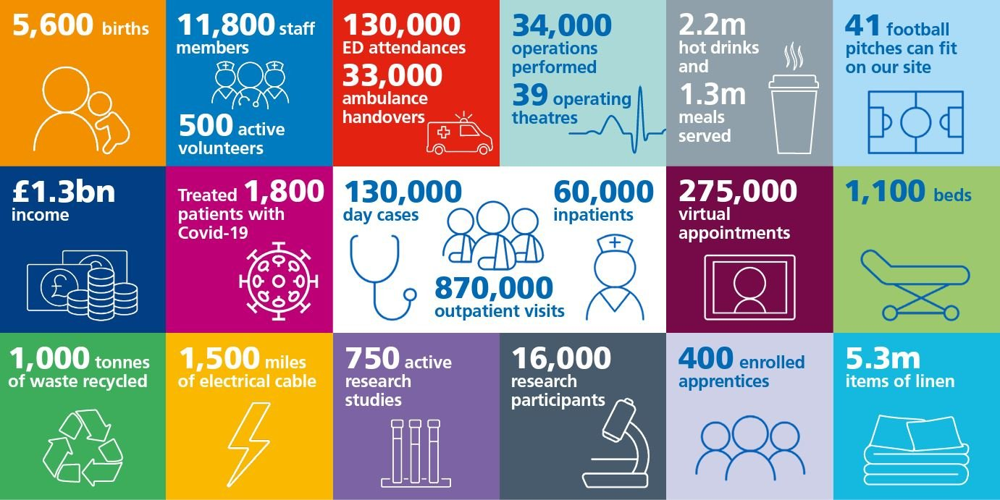 5,600 births
11,800 staff
members
500 active
volunteers
130,000
ED attendances
33,000
ambulance
handovers
34,000
operations
performed
39 operating
theatres
2.2m
hot drinks
and
1.3m
meals
served
41 football
pitches can fit
on our site
£1.3bn
income
£
Treated 1,800
patients with
Covid-19
130,000
day cases
60,000
inpatients
870,000
outpatient visits
275,000
virtual
appointments
1,100 beds
1,000 tonnes
of waste recycled
1,500 miles
of electrical cable
750 active
research
studies
16,000
research
participants
400 enrolled
apprentices
5.3m
items of linen